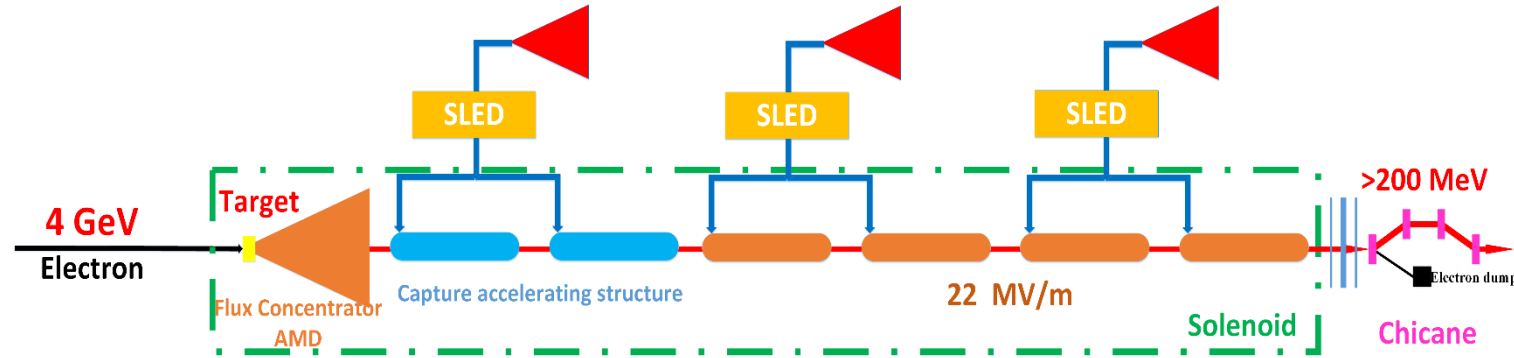 SLED
SLED
SLED
Target
>200 MeV
4 GeV
Electron
Electron dump
Flux Concentrator
AMD
Capture accelerating structure
22 MV/m
Solenoid
Chicane